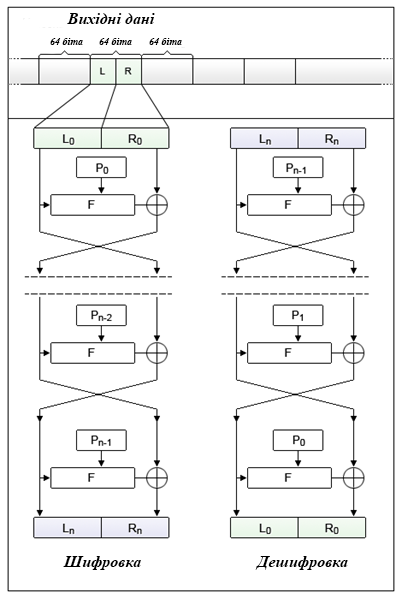 Вихідні дані
64 біта 64 біта 64 біта
L R
L0 R0 Ln Rn
P0 Pn-1
F F
Pn-2 P1
F F
Pn-1 P0
F F
Ln Rn L0 R0
Шифровка Дешифровка